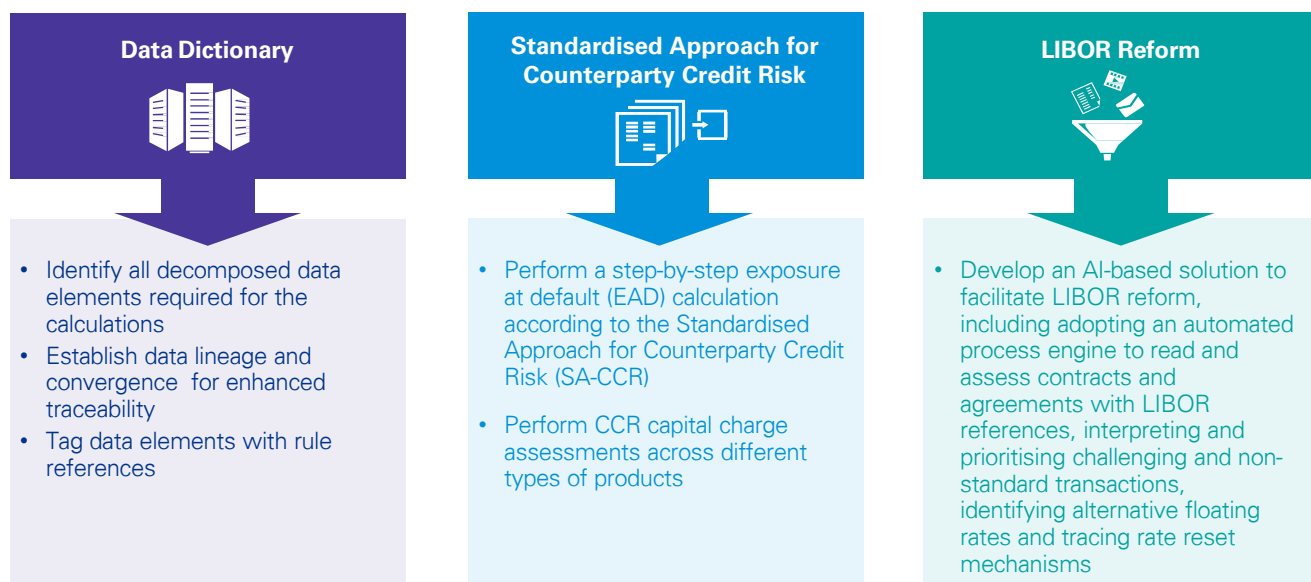 Data Dictionary
• Identify all decomposed data
elements required for the
calculations
• Establish data lineage and
convergence for enhanced
traceability
• Tag data elements with rule
references
Standardised Approach for
Counterparty Credit Risk
• Perform a step-by-step exposure
at default (EAD) calculation
according to the Standardised
Approach for Counterparty Credit
Risk (SA-CCR)
• Perform CCR capital charge
assessments across different
types of products
LIBOR Reform
• Develop an AI-based solution to
facilitate LIBOR reform,
including adopting an automated
process engine to read and
assess contracts and
agreements with LIBOR
references, interpreting and
prioritising challenging and non-
standard transactions,
identifying alternative floating
rates and tracing rate reset
mechanisms